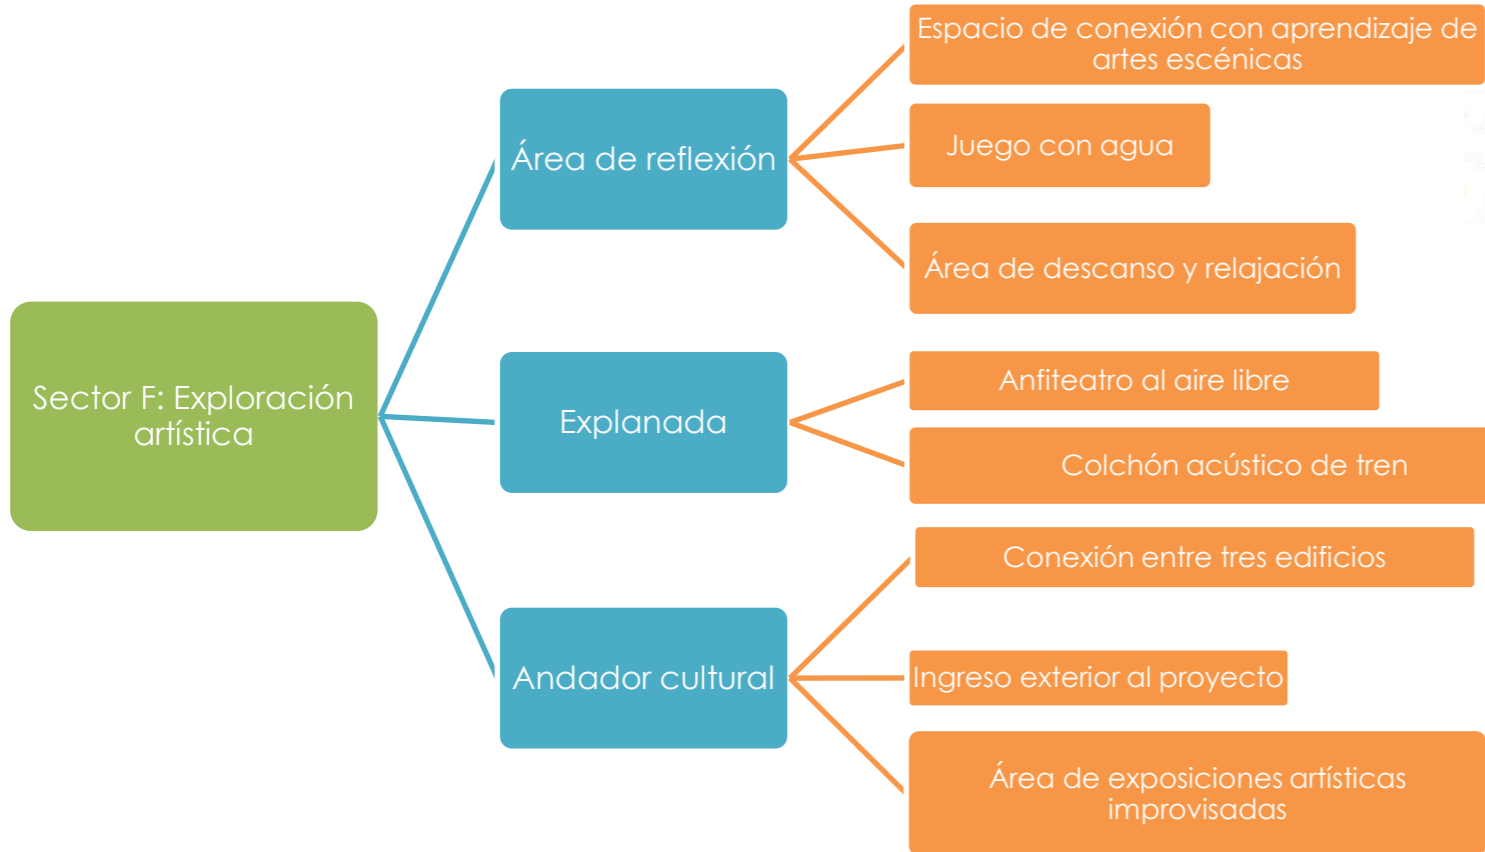 Sector F: Exploración
artística
Área de reflexión
Espacio de conexión con aprendizaje de
artes escénicas
Juego con agua
Área de descanso y relajación
Explanada
Anfiteatro al aire libre
Colchón acústico de tren
Andador cultural
Conexión entre tres edificios
Ingreso exterior al proyecto
Área de exposiciones artísticas
improvisadas